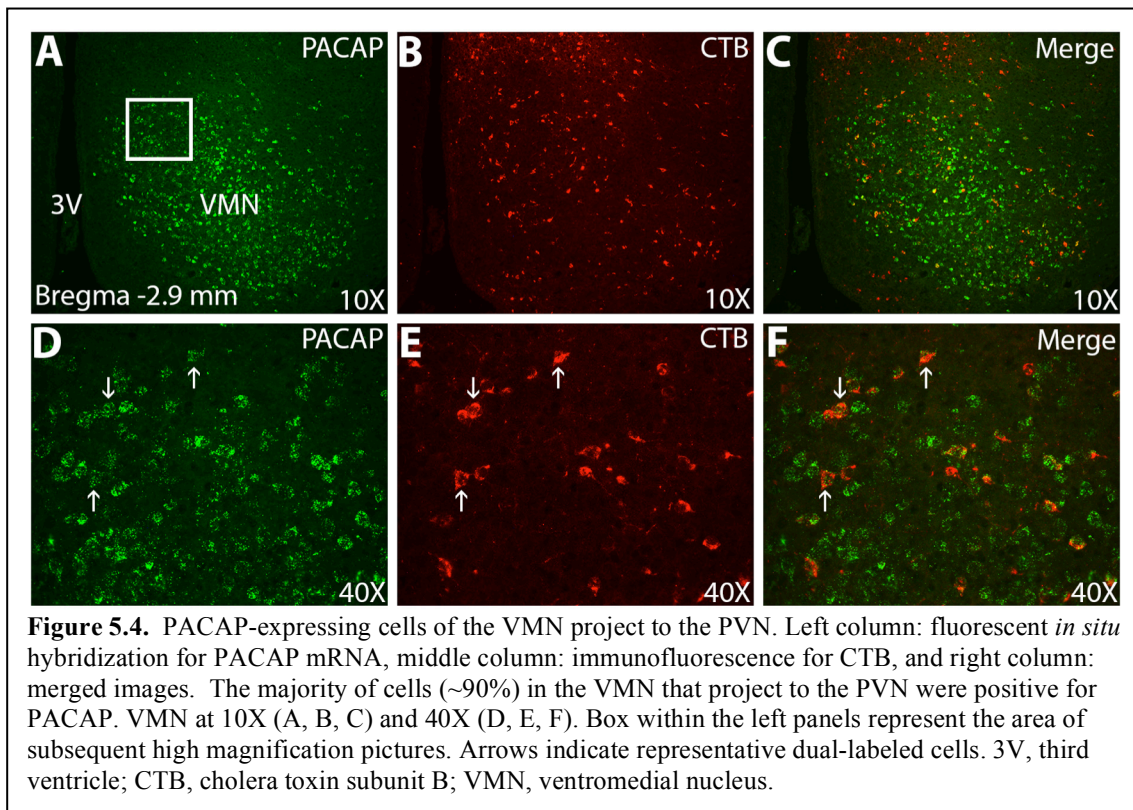 A PACAP
B CTB
C Merge
3V VMN
Bregma -2.9 mm 10X
10X
10X
D PACAP
E CTB
F Merge
40X
40X
40X
Figure 5.4. PACAP-expressing cells of the VMN project to the PVN. Left column: fluorescent in situ
hybridization for PACAP mRNA, middle column: immunofluorescence for CTB, and right column:
merged images. The majority of cells (~90%) in the VMN that project to the PVN were positive for
PACAP. VMN at 10X (A, B, C) and 40X (D, E, F). Box within the left panels represent the area of
subsequent high magnification pictures. Arrows indicate representative dual-labeled cells. 3V, third
ventricle; CTB, cholera toxin subunit B; VMN, ventromedial nucleus.